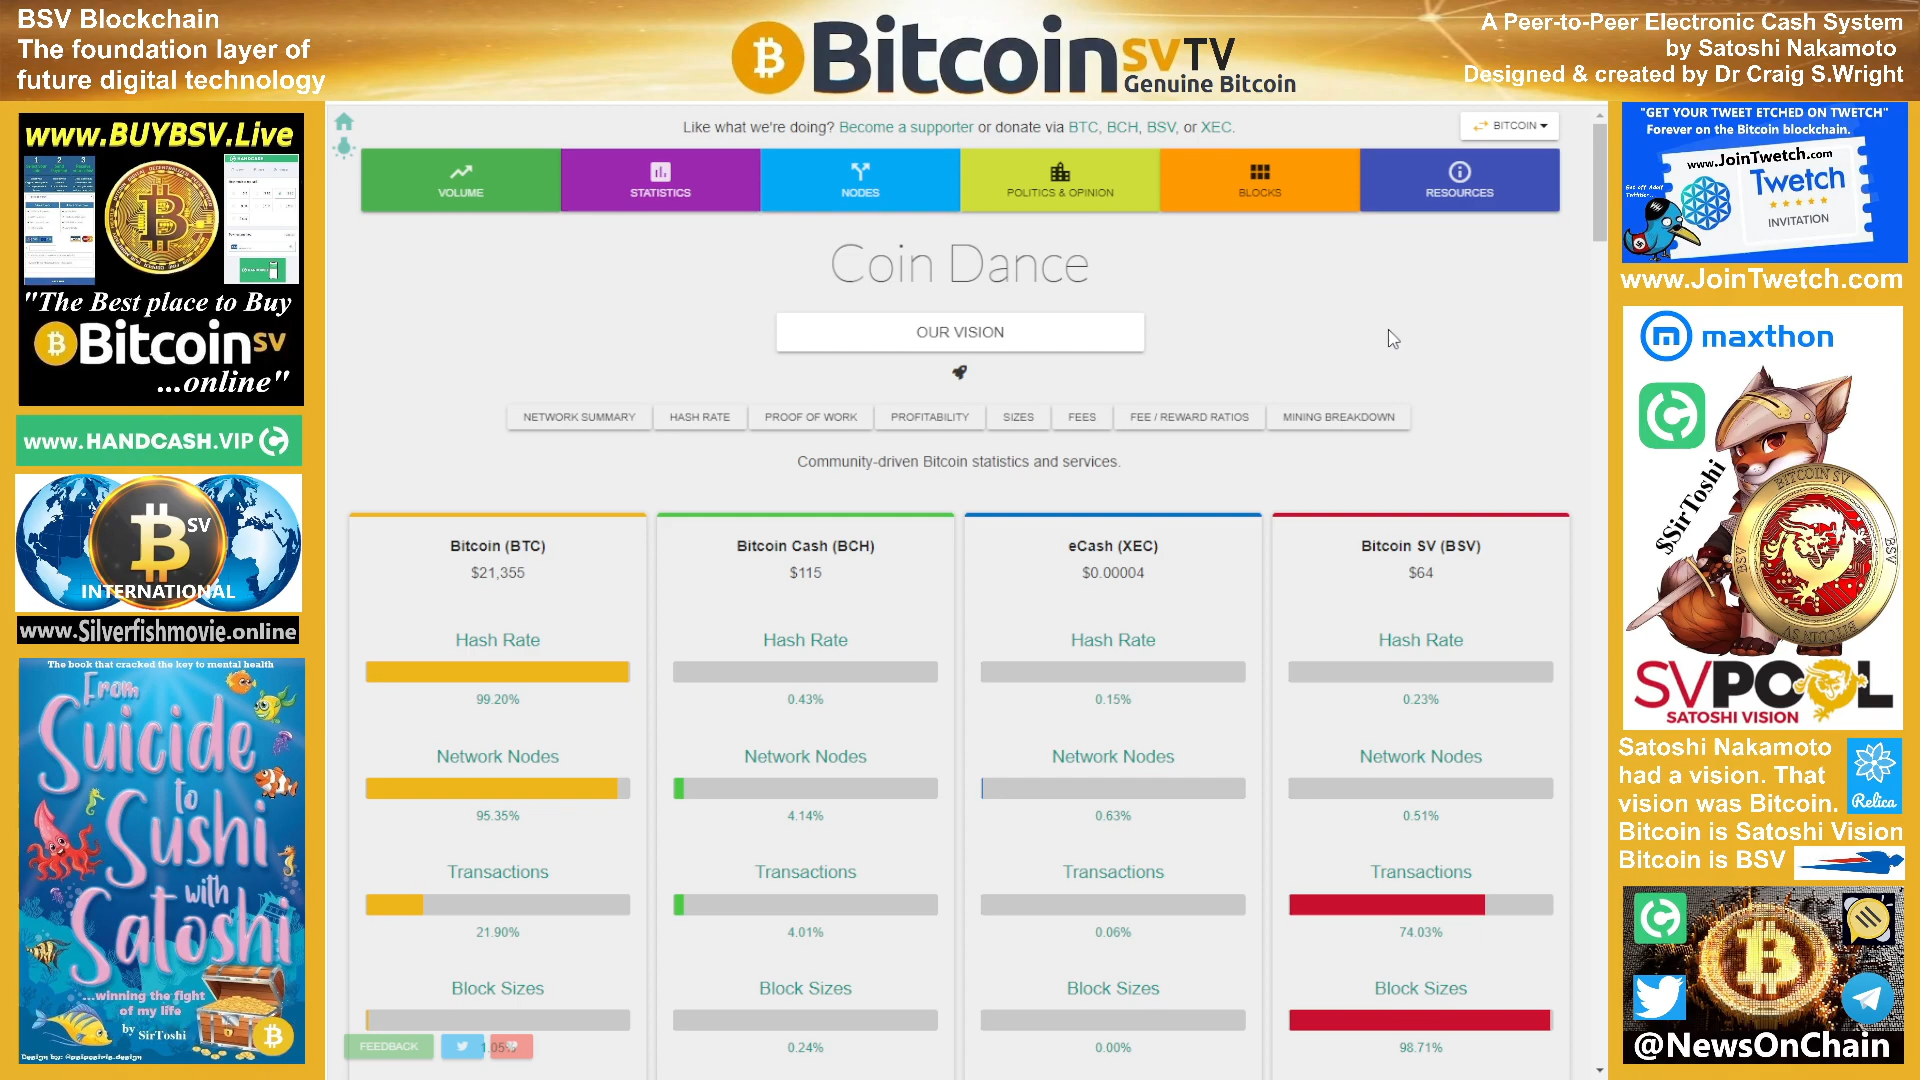 BSV Blockchain
The foundation layer of
future digital technology
Bitcoin SVTV
Genuine Bitcoin
A Peer-to-Peer Electronic Cash System
by Satoshi Nakamoto
Designed & created by Dr Craig S.Wright
www.BUYBSV.Live
"The Best place to Buy
Bitcoin SV
...online"
www.HANDCASH.VIP
SV
INTERNATIONAL
www.Silverfishmovie.online
The book that cracked the key to mental health
From
Suicide
to
Sushi
with
Satoshi
...winning the fight
of my life
by SirToshi
Like what we're doing? Become a supporter or donate via BTC, BCH, BSV, or XEC.
BITCOIN
VOLUME
STATISTICS
NODES
POLITICS & OPINION
BLOCKS
RESOURCES
Coin Dance
OUR VISION
NETWORK SUMMARY
HASH RATE
PROOF OF WORK
PROFITABILITY
SIZES
FEES
FEE / REWARD RATIOS
MINING BREAKDOWN
Community-driven Bitcoin statistics and services.
Bitcoin (BTC)
$21,355
Hash Rate
99.20%
Network Nodes
95.35%
Transactions
21.90%
Block Sizes
1.05%
Bitcoin Cash (BCH)
$115
Hash Rate
0.43%
Network Nodes
4.14%
Transactions
4.01%
Block Sizes
0.24%
eCash (XEC)
$0.00004
Hash Rate
0.15%
Network Nodes
0.63%
Transactions
0.06%
Block Sizes
0.00%
Bitcoin SV (BSV)
$64
Hash Rate
0.23%
Network Nodes
0.51%
Transactions
74.03%
Block Sizes
98.71%
FEEDBACK
"GET YOUR TWEET ETCHED ON TWETCH"
Forever on the Bitcoin blockchain.
www.JoinTwetch.com
Twetch
INVITATION
www.JoinTwetch.com
maxthon
$SirToshi
BITCOIN SV
BSV
BSV
SVPOOL
SATOSHI VISION
Satoshi Nakamoto
had a vision. That
vision was Bitcoin.
Relica
Bitcoin is Satoshi Vision
Bitcoin is BSV
@NewsOnChain